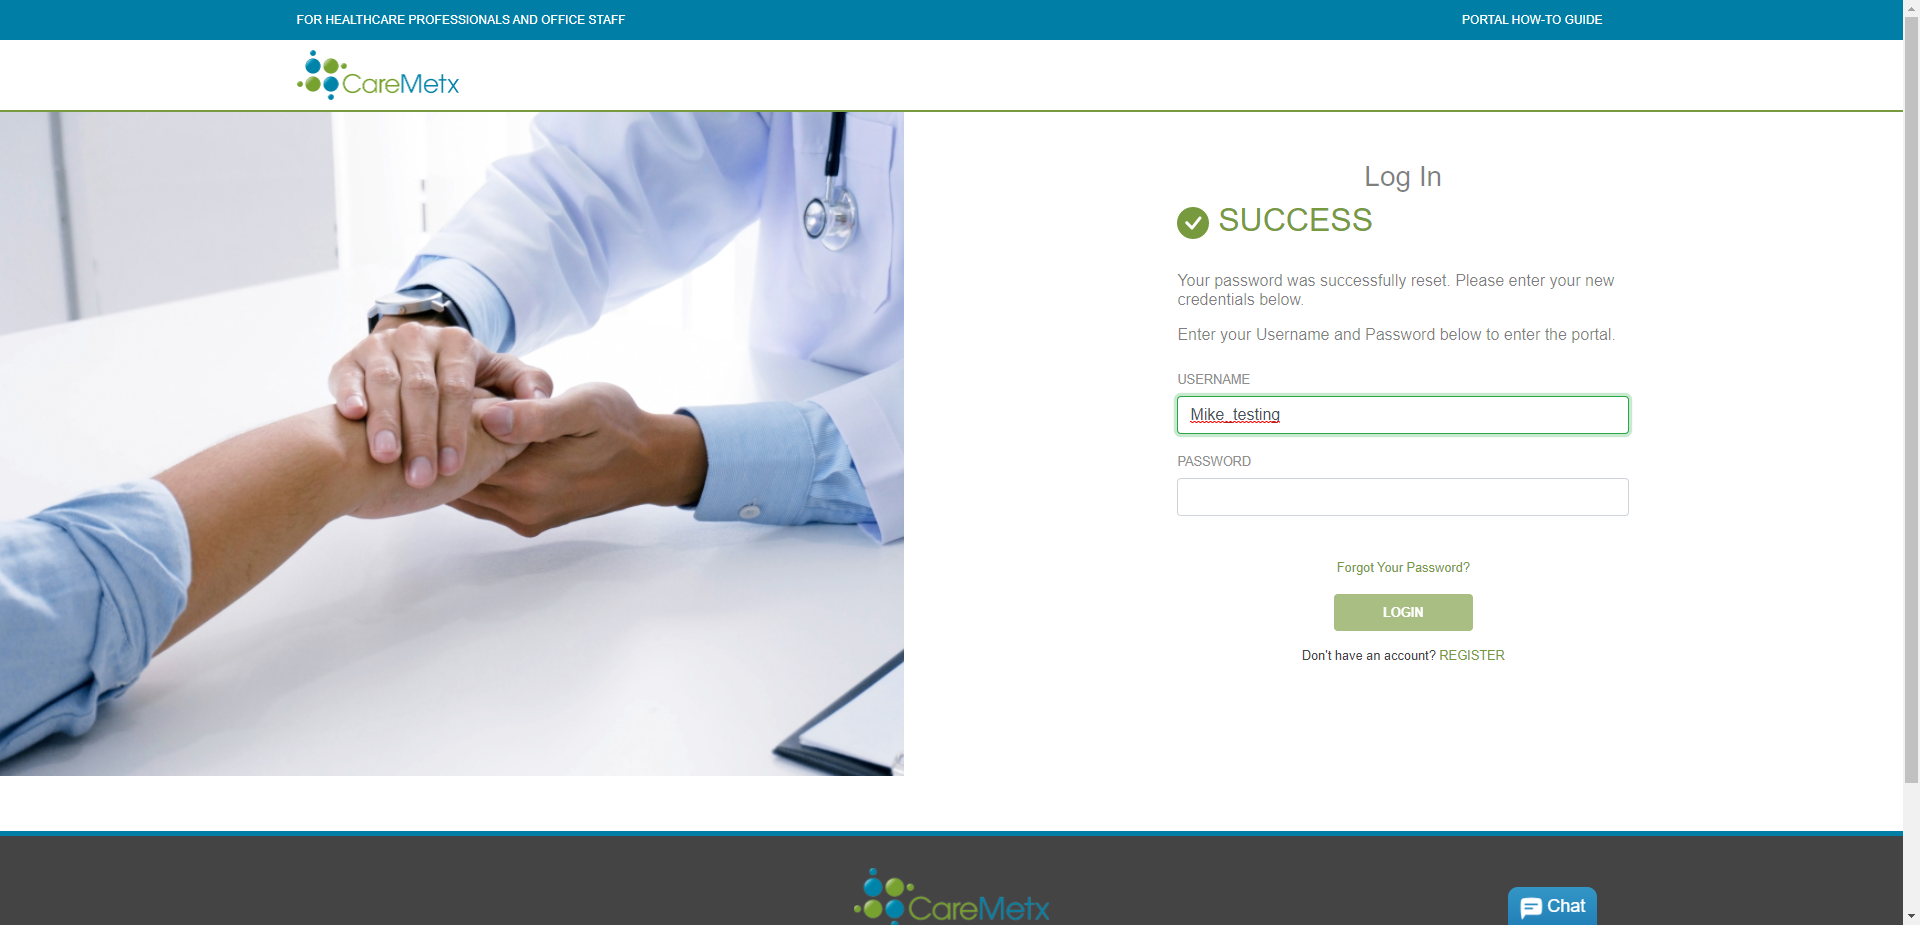 FOR HEALTHCARE PROFESSIONALS AND OFFICE STAFF
PORTAL HOW-TO GUIDE
CareMetx
Log In
SUCCESS
Your password was successfully reset. Please enter your new
credentials below.
Enter your Username and Password below to enter the portal.
USERNAME
Mike_testing
PASSWORD
Forgot Your Password?
LOGIN
Don't have an account? REGISTER
CareMetx
Chat